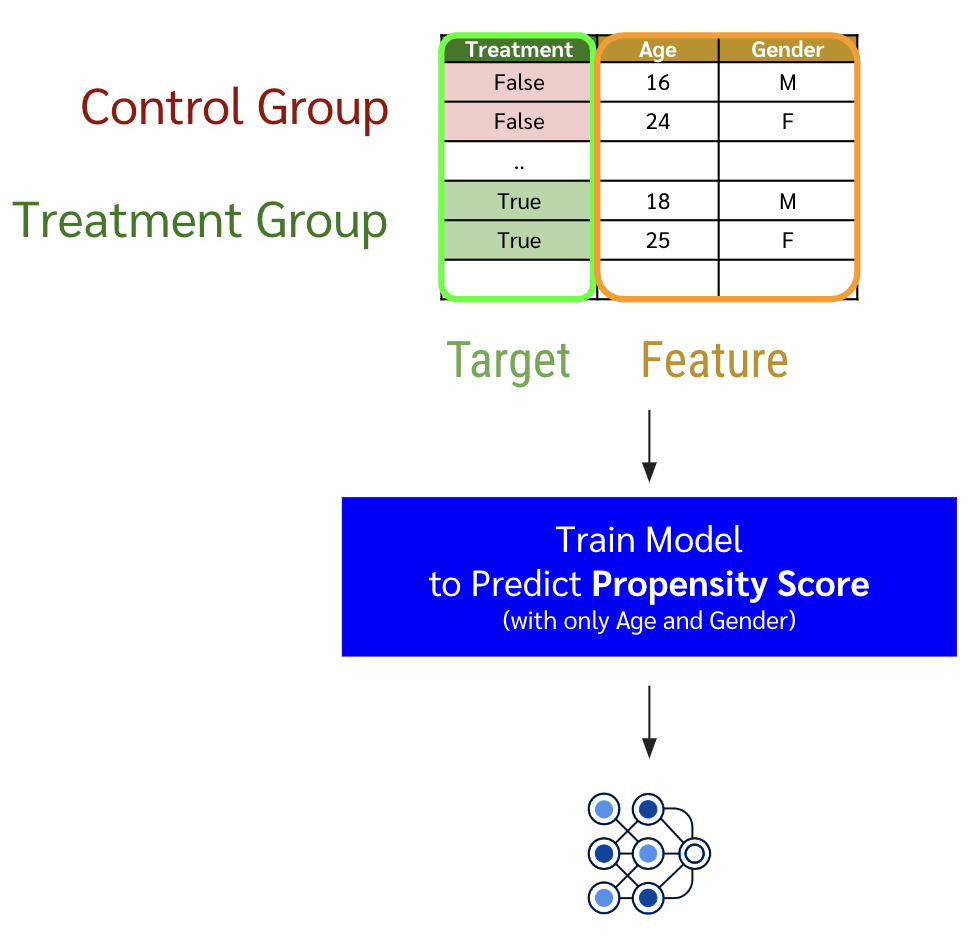 Treatment Age Gender
False 16 M
Control Group
False 24 F
..
True 18 M
Treatment Group
True 25 F
Target Feature
Train Model
to Predict Propensity Score
(with only Age and Gender)